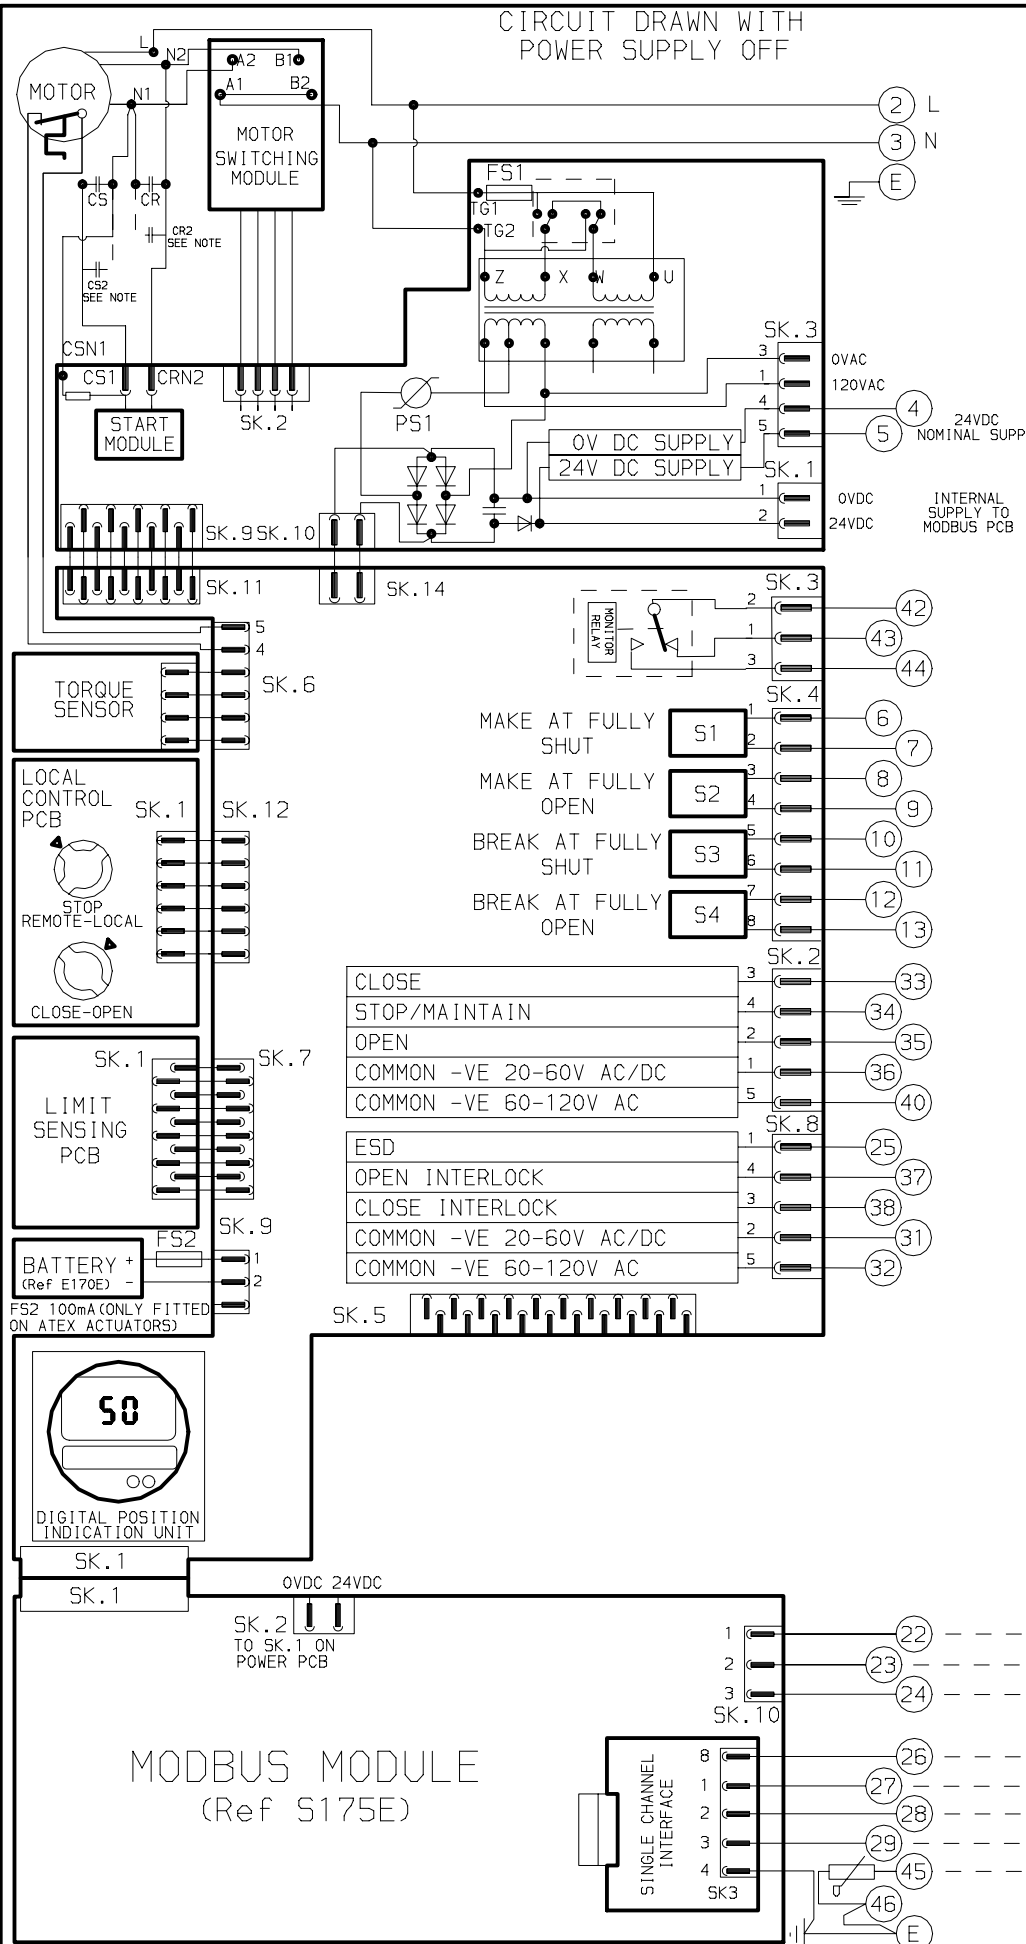 CIRCUIT DRAWN WITH
POWER SUPPLY OFF
L
N2
MOTOR
N1
A2 B1
A1 B2
MOTOR
SWITCHING
MODULE
2 L
3 N
E
CS CR
CR2
SEE NOTE
CS2
SEE NOTE
FS1
TG1
TG2
Z X W U
CSN1
CS1 CRN2
START
MODULE
SK.2
PS1
SK.3
3 0VAC
1 120VAC
4 4
5 5
24VDC
NOMINAL SUPP
0V DC SUPPLY
24V DC SUPPLY
SK.1
1 0VDC
2 24VDC
INTERNAL
SUPPLY TO
MODBUS PCB
SK.9 SK.10
SK.11
SK.14
MONITOR
RELAY
SK.3
2 42
1 43
3 44
5
4
SK.6
TORQUE
SENSOR
SK.4
MAKE AT FULLY
SHUT
S1
1 6
2 7
MAKE AT FULLY
OPEN
S2
3 8
4 9
BREAK AT FULLY
SHUT
S3
5 10
6 11
BREAK AT FULLY
OPEN
S4
7 12
8 13
LOCAL
CONTROL
PCB
SK.1 SK.12
STOP
REMOTE-LOCAL
CLOSE-OPEN
SK.2
CLOSE 3 33
STOP/MAINTAIN 4 34
OPEN 2 35
COMMON -VE 20-60V AC/DC 1 36
COMMON -VE 60-120V AC 5 40
SK.1 SK.7
LIMIT
SENSING
PCB
SK.8
ESD 1 25
OPEN INTERLOCK 4 37
CLOSE INTERLOCK 3 38
COMMON -VE 20-60V AC/DC 2 31
COMMON -VE 60-120V AC 5 32
SK.9
FS2
BATTERY +
(Ref E170E) -
1
2
FS2 100mA(ONLY FITTED
ON ATEX ACTUATORS)
SK.5
50
DIGITAL POSITION
INDICATION UNIT
SK.1
SK.1
0VDC 24VDC
SK.2
TO SK.1 ON
POWER PCB
1 22
2 23
3 24
SK.10
MODBUS MODULE
(Ref S175E)
SINGLE CHANNEL
INTERFACE
8 26
1 27
2 28
3 29
4 45
SK3
U
46
E